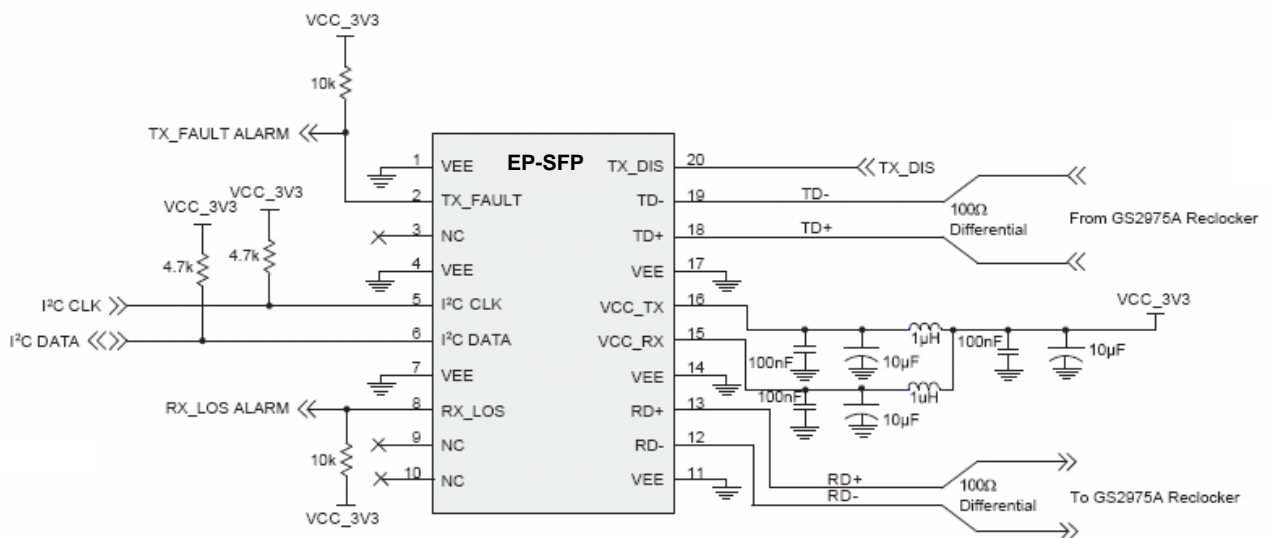 VCC_3V3
10k
TX_FAULT ALARM
VCC_3V3
VCC_3V3
4.7k
4.7k
I²C CLK
I²C DATA
RX_LOS ALARM
10k
VCC_3V3
EP-SFP
1 VEE
2 TX_FAULT
3 NC
4 VEE
5 I²C CLK
6 I²C DATA
7 VEE
8 RX_LOS
9 NC
10 NC
TX_DIS 20
TD- 19
TD+ 18
VEE 17
VCC_TX 16
VCC_RX 15
VEE 14
RD+ 13
RD- 12
VEE 11
TX_DIS
TD-
TD+
100Ω
Differential
From GS2975A Reclocker
VCC_3V3
1µH
100nF
10µF
100nF
10µF
1uH
100nF
10µF
RD+
RD-
100Ω
Differential
To GS2975A Reclocker